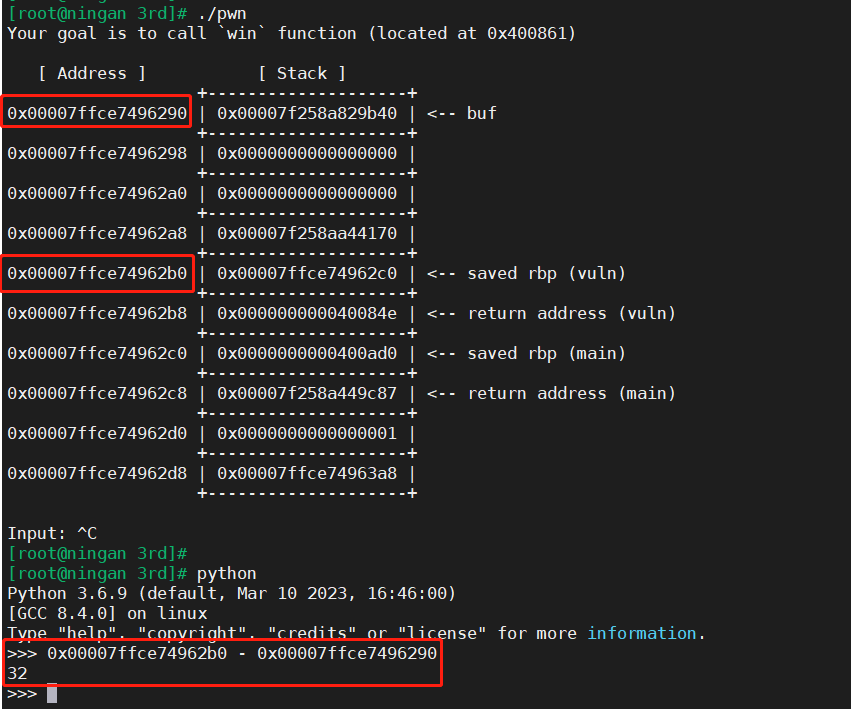 [root@ningan 3rd]# ./pwn
Your goal is to call `win` function (located at 0x400861)
[ Address ]           [ Stack ]
+--------------------+
0x00007ffce7496290 | 0x00007f258a829b40 | <-- buf
+--------------------+
0x00007ffce7496298 | 0x0000000000000000 |
+--------------------+
0x00007ffce74962a0 | 0x0000000000000000 |
+--------------------+
0x00007ffce74962a8 | 0x00007f258aa44170 |
+--------------------+
0x00007ffce74962b0 | 0x00007ffce74962c0 | <-- saved rbp (vuln)
+--------------------+
0x00007ffce74962b8 | 0x000000000040084e | <-- return address (vuln)
+--------------------+
0x00007ffce74962c0 | 0x0000000000400ad0 | <-- saved rbp (main)
+--------------------+
0x00007ffce74962c8 | 0x00007f258a449c87 | <-- return address (main)
+--------------------+
0x00007ffce74962d0 | 0x0000000000000001 |
+--------------------+
0x00007ffce74962d8 | 0x00007ffce74963a8 |
+--------------------+
Input: ^C
[root@ningan 3rd]#
[root@ningan 3rd]# python
Python 3.6.9 (default, Mar 10 2023, 16:46:00)
[GCC 8.4.0] on linux
Type "help", "copyright", "credits" or "license" for more information.
>>> 0x00007ffce74962b0 - 0x00007ffce7496290
32
>>>